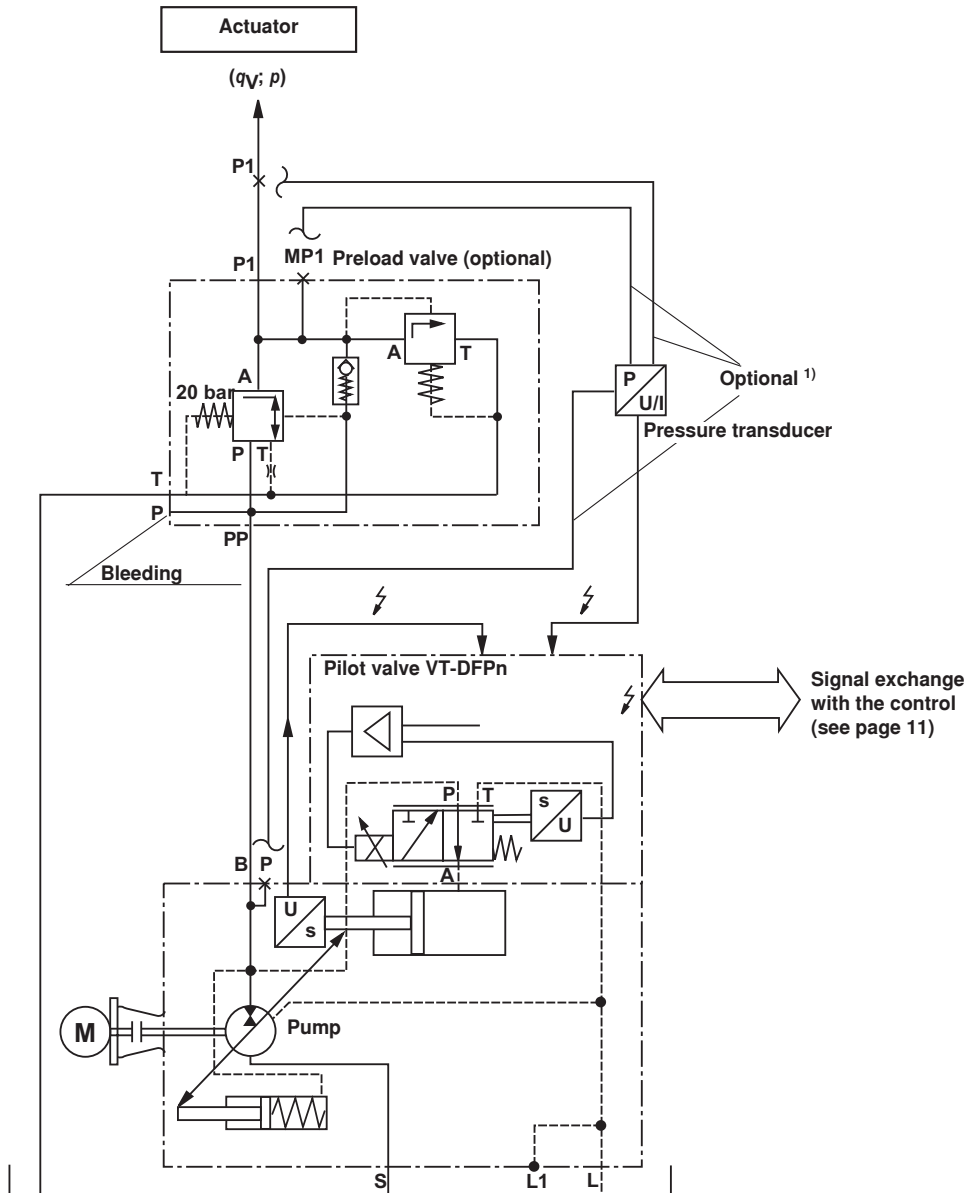 Actuator
(qV; p)
P1
P1
MP1
Preload valve (optional)
A
T
A
20 bar
P
T
T
P
PP
P
U/I
Optional 1)
Pressure transducer
Bleeding
Pilot valve VT-DFPn
Signal exchange
with the control
(see page 11)
P
T
s
U
A
B
P
U
s
M
Pump
S
L1
L